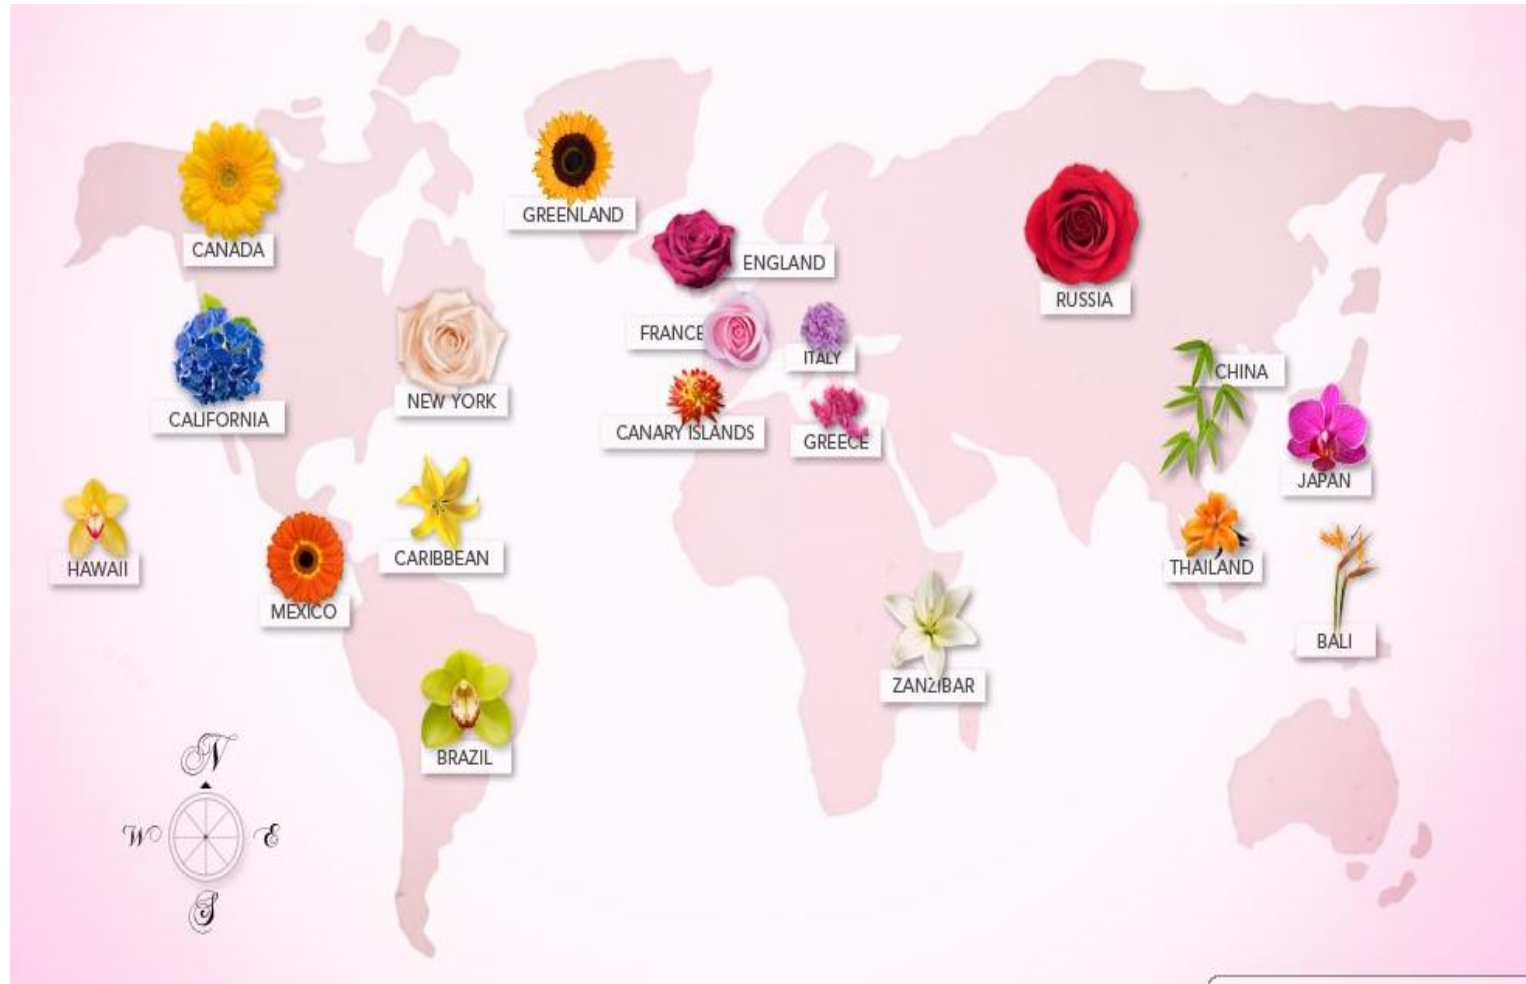 CANADA
GREENLAND
ENGLAND
RUSSIA
FRANCE
ITALY
CHINA
CALIFORNIA
NEW YORK
CANARY ISLANDS
GREECE
JAPAN
HAWAII
MEXICO
CARIBBEAN
THAILAND
BALI
ZANZIBAR
BRAZIL
N
W E
S